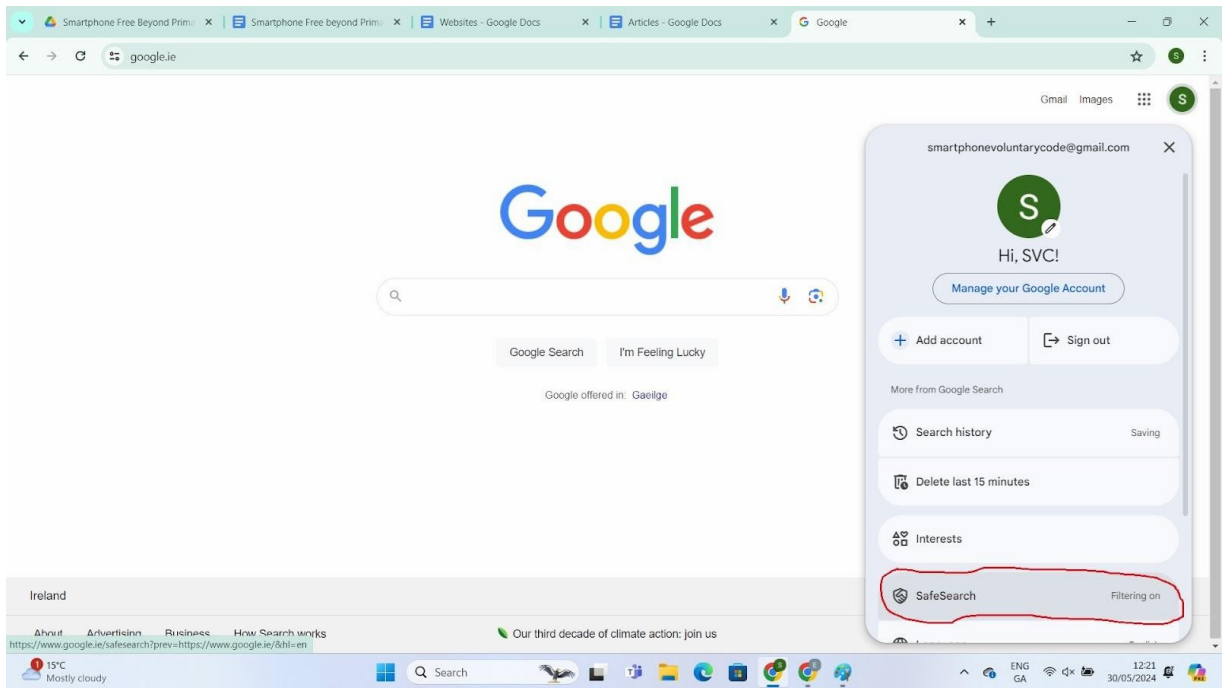 Smartphone Free Beyond Prima
Smartphone Free beyond Prim
Websites - Google Docs
Articles - Google Docs
Google
google.ie
S
Gmail
Images
S
smartphonevoluntarycode@gmail.com
S
Hi, SVC!
Manage your Google Account
Add account
Sign out
More from Google Search
Search history
Saving
Delete last 15 minutes
Interests
SafeSearch
Filtering on
Google
Google Search
I'm Feeling Lucky
Google offered in: Gaeilge
Ireland
About
Advertising
Business
How Search works
Our third decade of climate action: join us
https://www.google.ie/safesearch?prev=https://www.google.ie/&hl=en
1
15°C
Mostly cloudy
Search
ENG
GA
12:21
30/05/2024